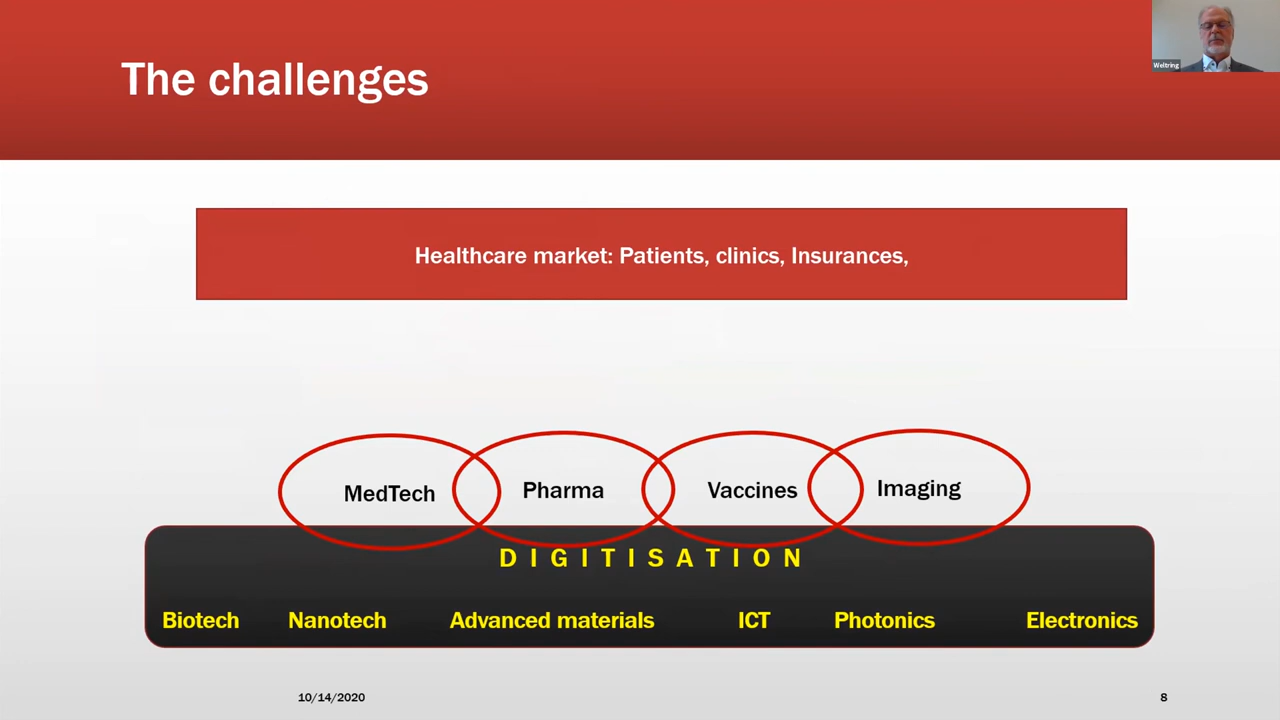 The challenges
Weltring
Healthcare market: Patients, clinics, Insurances,
MedTech Pharma Vaccines Imaging
DIGITISATION
Biotech Nanotech Advanced materials ICT Photonics Electronics
10/14/2020 8